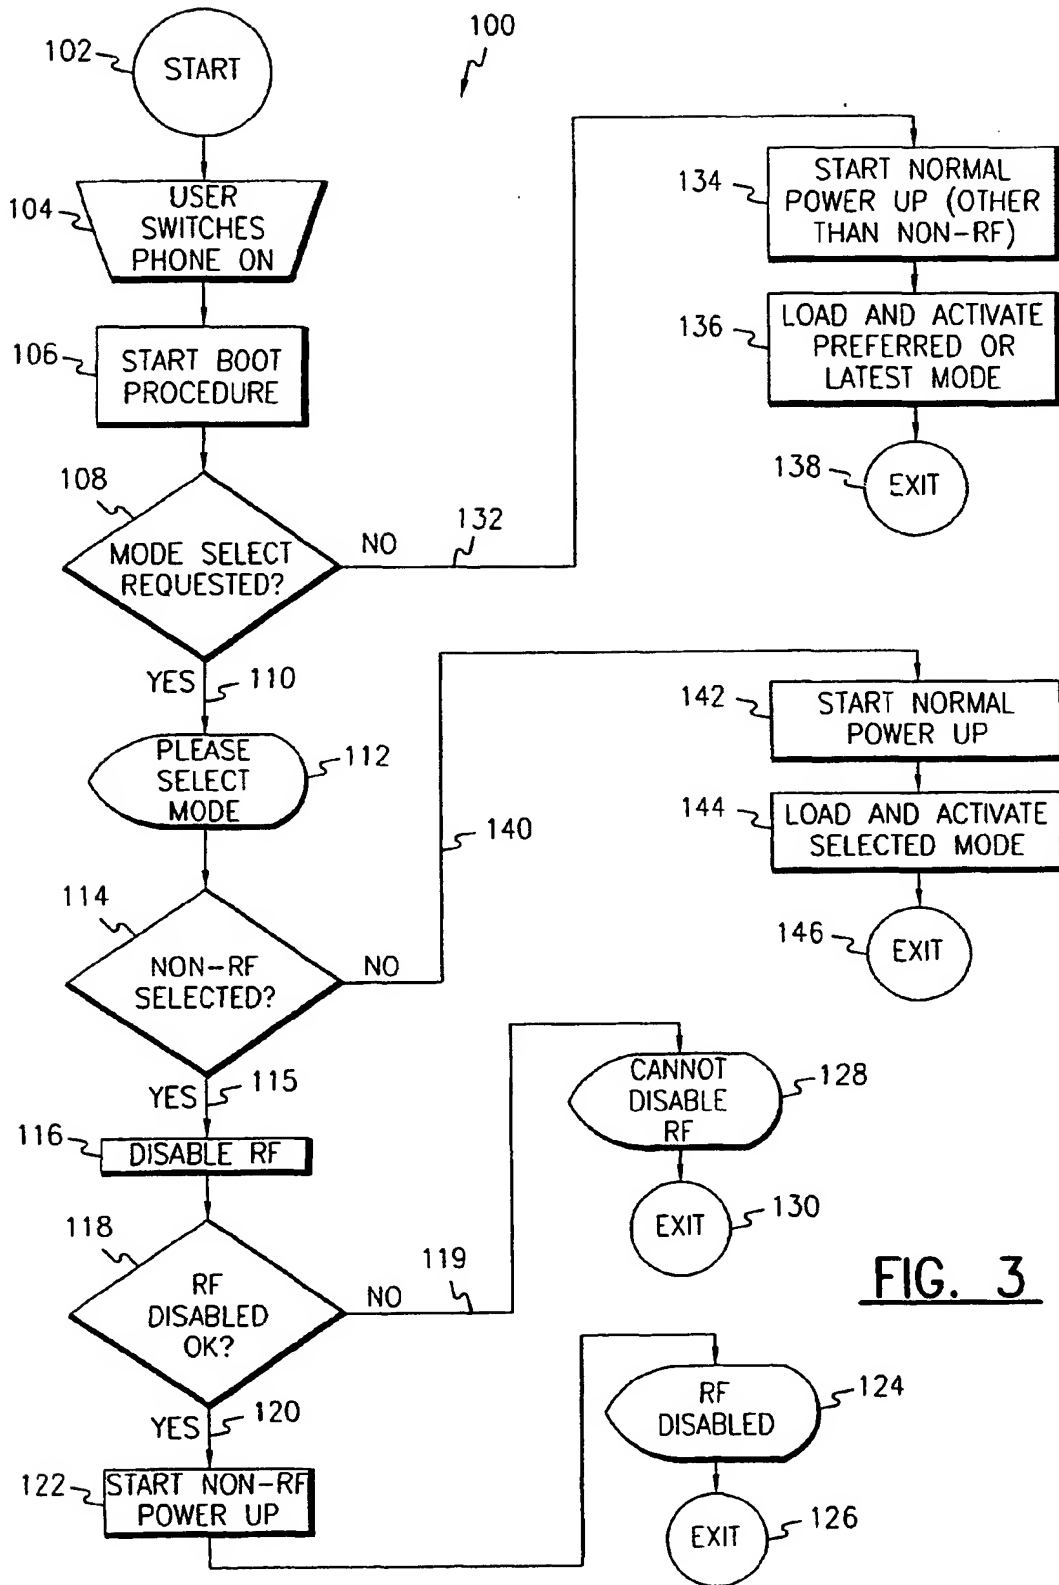 100
102
START
104
USER
SWITCHES
PHONE ON
106
START BOOT
PROCEDURE
108
MODE SELECT
REQUESTED?
NO
132
134
START NORMAL
POWER UP (OTHER
THAN NON-RF)
136
LOAD AND ACTIVATE
PREFERRED OR
LATEST MODE
138
EXIT
YES
110
PLEASE
SELECT
MODE
112
114
NON-RF
SELECTED?
NO
140
142
START NORMAL
POWER UP
144
LOAD AND ACTIVATE
SELECTED MODE
146
EXIT
YES
115
116
DISABLE RF
118
RF
DISABLED
OK?
NO
119
CANNOT
DISABLE
RF
128
EXIT
130
YES
120
122
START NON-RF
POWER UP
RF
DISABLED
124
EXIT
126
FIG. 3